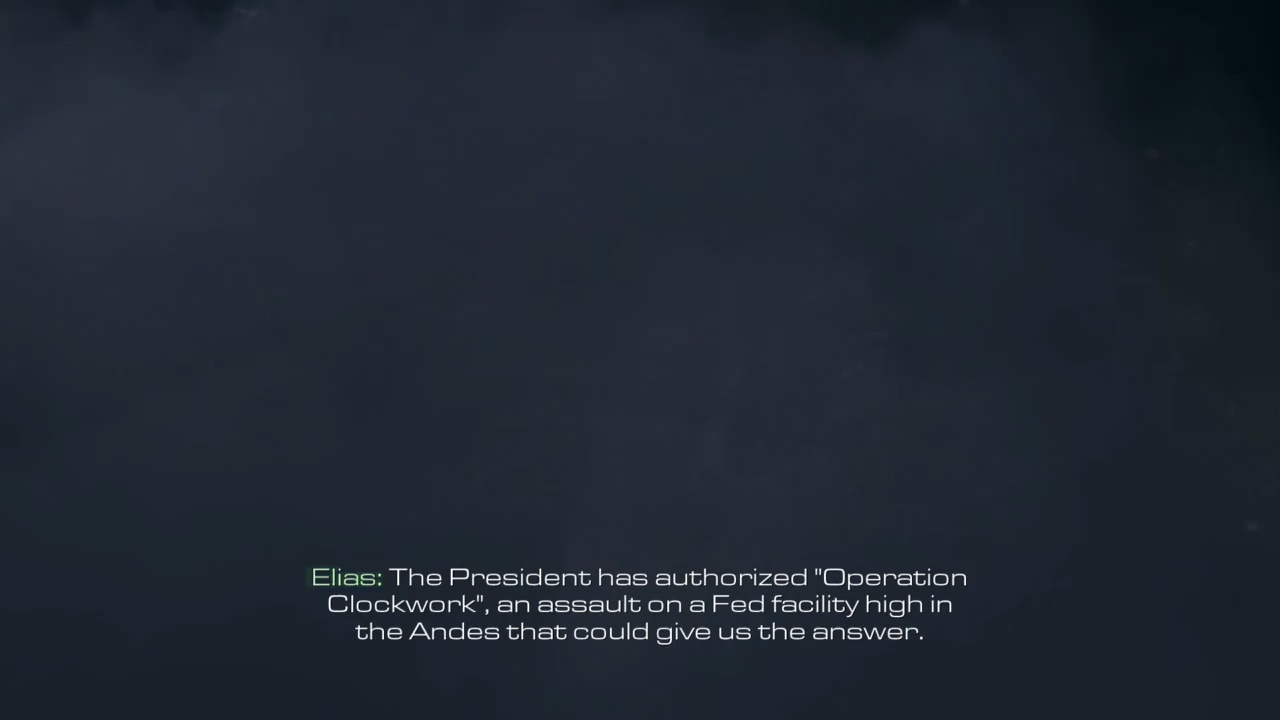 Elias: The President has authorized "Operation
Clockwork", an assault on a Fed facility high in
the Andes that could give us the answer.